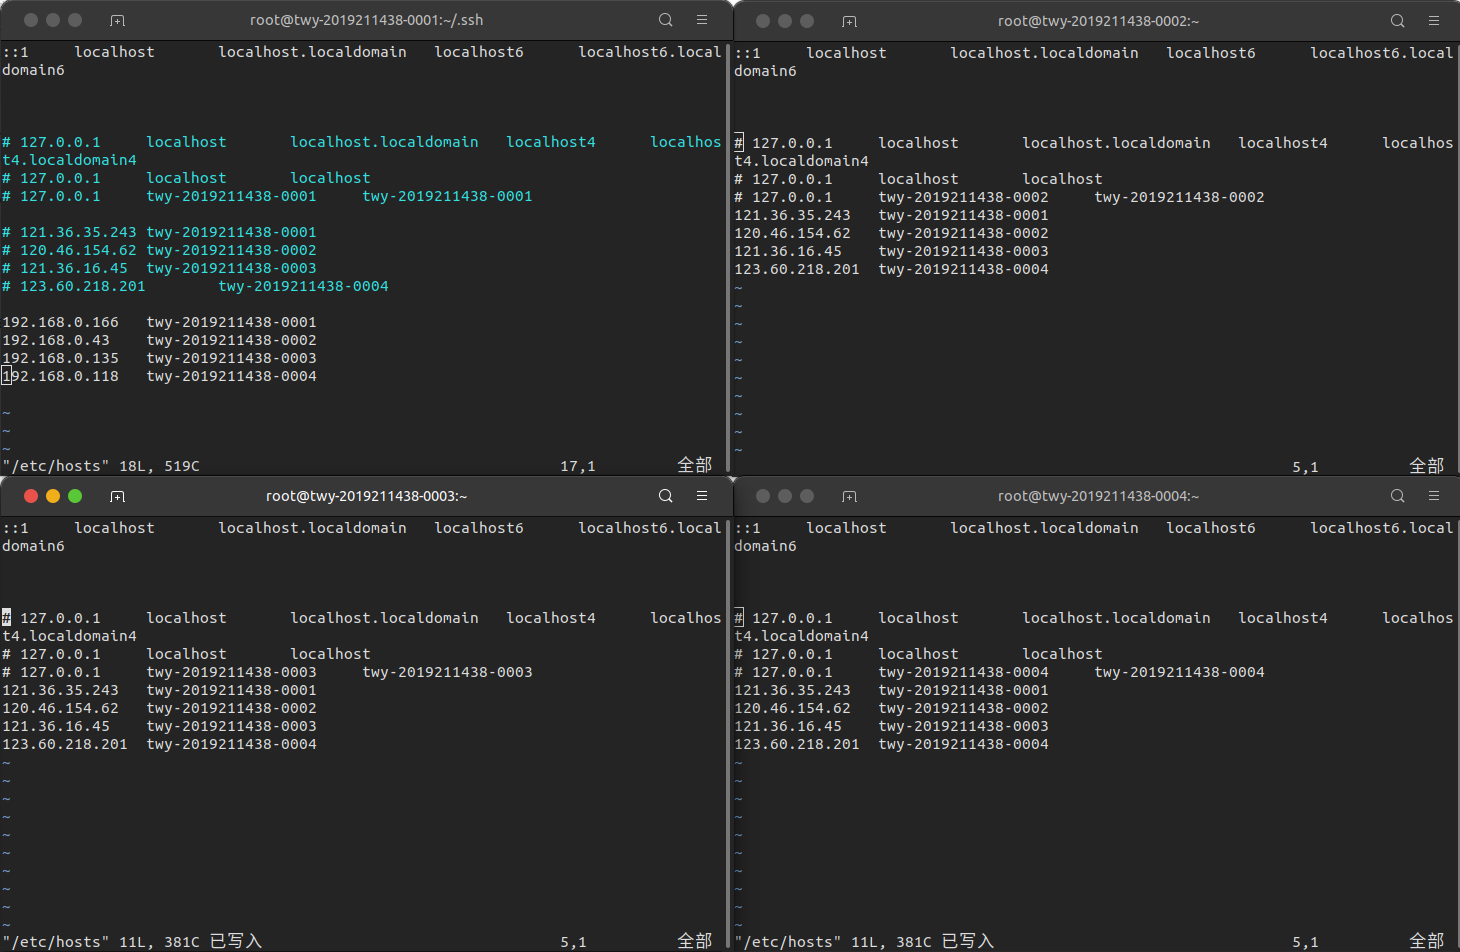 root@twy-2019211438-0001:~/.ssh
::1     localhost       localhost.localdomain   localhost6      localhost6.local
domain6
# 127.0.0.1     localhost       localhost.localdomain   localhost4      localhos
t4.localdomain4
# 127.0.0.1     localhost       localhost
# 127.0.0.1     twy-2019211438-0001     twy-2019211438-0001
# 121.36.35.243 twy-2019211438-0001
# 120.46.154.62 twy-2019211438-0002
# 121.36.16.45  twy-2019211438-0003
# 123.60.218.201        twy-2019211438-0004
192.168.0.166   twy-2019211438-0001
192.168.0.43    twy-2019211438-0002
192.168.0.135   twy-2019211438-0003
192.168.0.118   twy-2019211438-0004
~
~
~
"/etc/hosts" 18L, 519C 17,1 全部
root@twy-2019211438-0002:~
::1     localhost       localhost.localdomain   localhost6      localhost6.local
domain6
# 127.0.0.1     localhost       localhost.localdomain   localhost4      localhos
t4.localdomain4
# 127.0.0.1     localhost       localhost
# 127.0.0.1     twy-2019211438-0002     twy-2019211438-0002
121.36.35.243   twy-2019211438-0001
120.46.154.62   twy-2019211438-0002
121.36.16.45    twy-2019211438-0003
123.60.218.201  twy-2019211438-0004
~
~
~
~
~
~
~
~
~
~
5,1 全部
root@twy-2019211438-0003:~
::1     localhost       localhost.localdomain   localhost6      localhost6.local
domain6
# 127.0.0.1     localhost       localhost.localdomain   localhost4      localhos
t4.localdomain4
# 127.0.0.1     localhost       localhost
# 127.0.0.1     twy-2019211438-0003     twy-2019211438-0003
121.36.35.243   twy-2019211438-0001
120.46.154.62   twy-2019211438-0002
121.36.16.45    twy-2019211438-0003
123.60.218.201  twy-2019211438-0004
~
~
~
~
~
~
~
~
~
~
"/etc/hosts" 11L, 381C 已写入 5,1 全部
root@twy-2019211438-0004:~
::1     localhost       localhost.localdomain   localhost6      localhost6.local
domain6
# 127.0.0.1     localhost       localhost.localdomain   localhost4      localhos
t4.localdomain4
# 127.0.0.1     localhost       localhost
# 127.0.0.1     twy-2019211438-0004     twy-2019211438-0004
121.36.35.243   twy-2019211438-0001
120.46.154.62   twy-2019211438-0002
121.36.16.45    twy-2019211438-0003
123.60.218.201  twy-2019211438-0004
~
~
~
~
~
~
~
~
~
~
"/etc/hosts" 11L, 381C 已写入 5,1 全部